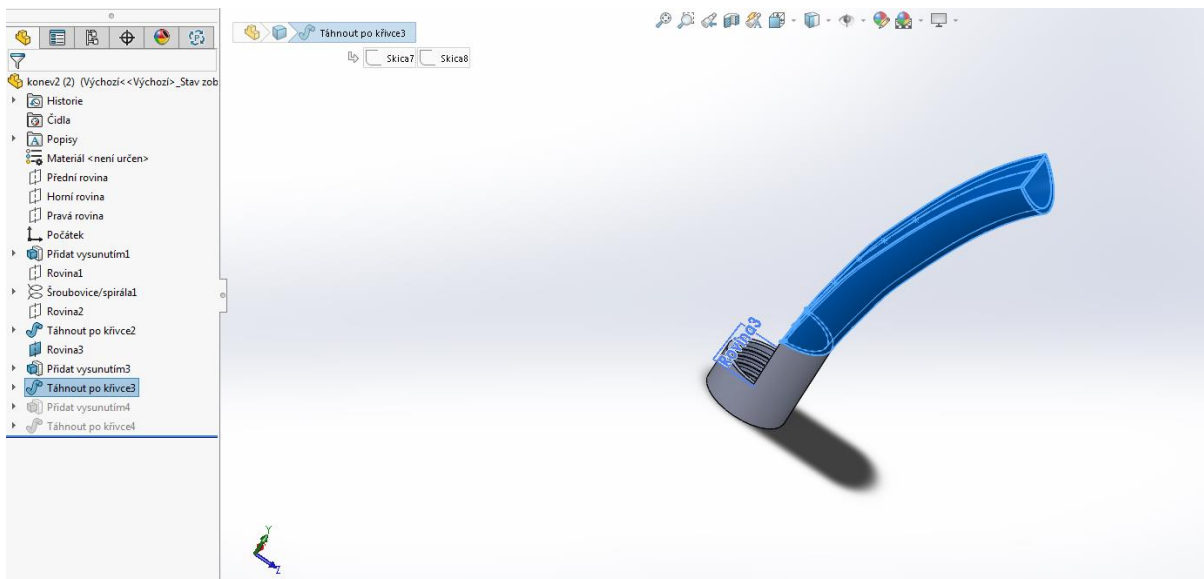 Táhnout po křivce3
Skica7 Skica8
konev2 (2) (Výchozí<<Výchozí>_Stav zob
Historie
Čidla
Popisy
Materiál <není určen>
Přední rovina
Horní rovina
Pravá rovina
Počátek
Přidat vysunutím1
Rovina1
Šroubovice/spirála1
Rovina2
Táhnout po křivce2
Rovina3
Přidat vysunutím3
Táhnout po křivce3
Přidat vysunutím4
Táhnout po křivce4
Rovina3
Y
Z